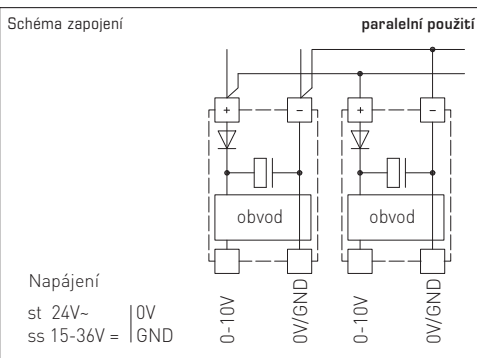 Schéma zapojení
paralelní použití
+ − + −
obvod obvod
Napájení
st 24V~ 0V
ss 15-36V = GND
0-10V
0V/GND
0-10V
0V/GND